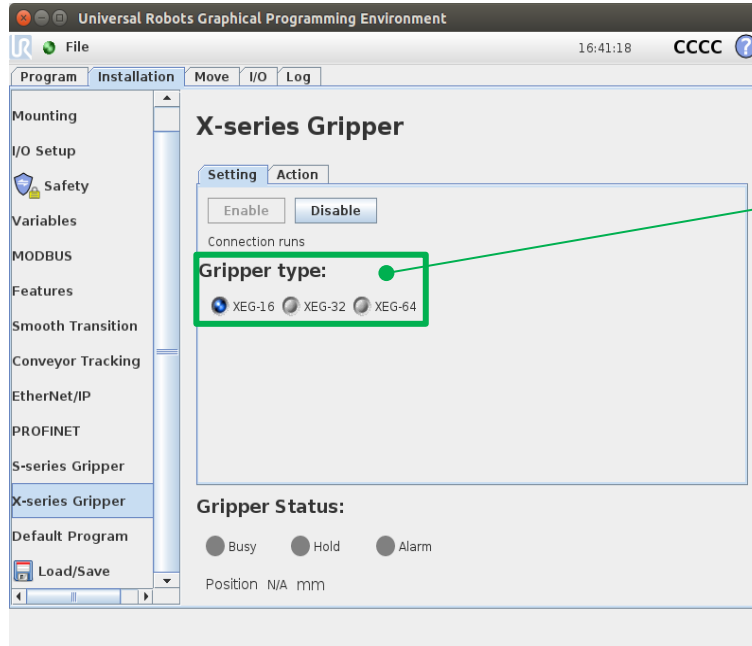 Universal Robots Graphical Programming Environment
UR File 16:41:18 CCCC ?
Program Installation Move I/O Log
Mounting
I/O Setup
Safety
Variables
MODBUS
Features
Smooth Transition
Conveyor Tracking
EtherNet/IP
PROFINET
S-series Gripper
X-series Gripper
Default Program
Load/Save
X-series Gripper
Setting Action
Enable Disable
Connection runs
Gripper type:
XEG-16 XEG-32 XEG-64
Gripper Status:
Busy Hold Alarm
Position N/A mm